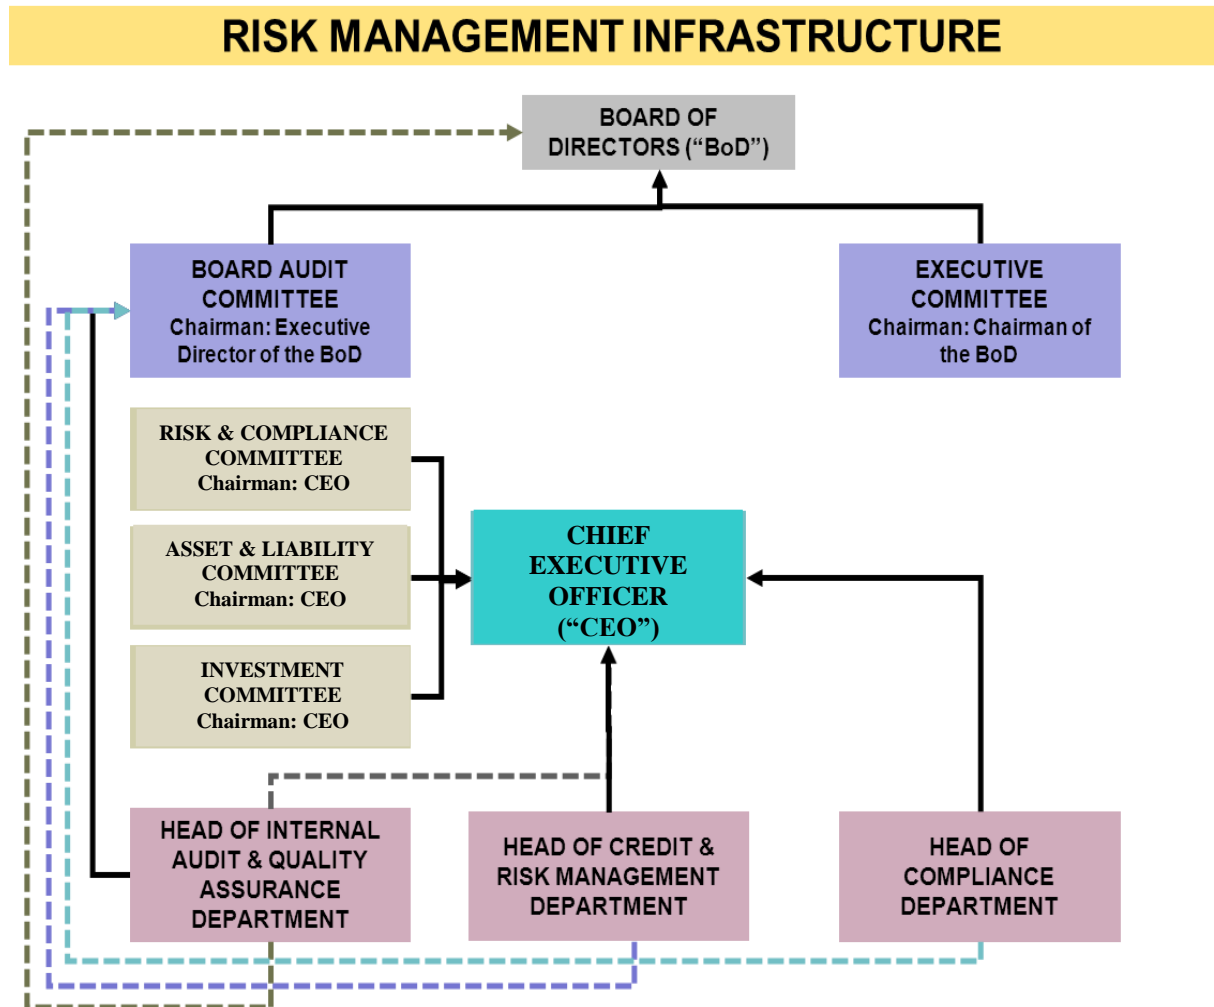 RISK MANAGEMENT INFRASTRUCTURE
BOARD OF
DIRECTORS (“BoD”)
BOARD AUDIT
COMMITTEE
Chairman: Executive
Director of the BoD
EXECUTIVE
COMMITTEE
Chairman: Chairman of
the BoD
RISK & COMPLIANCE
COMMITTEE
Chairman: CEO
ASSET & LIABILITY
COMMITTEE
Chairman: CEO
INVESTMENT
COMMITTEE
Chairman: CEO
CHIEF
EXECUTIVE
OFFICER
(“CEO”)
HEAD OF INTERNAL
AUDIT & QUALITY
ASSURANCE
DEPARTMENT
HEAD OF CREDIT &
RISK MANAGEMENT
DEPARTMENT
HEAD OF
COMPLIANCE
DEPARTMENT